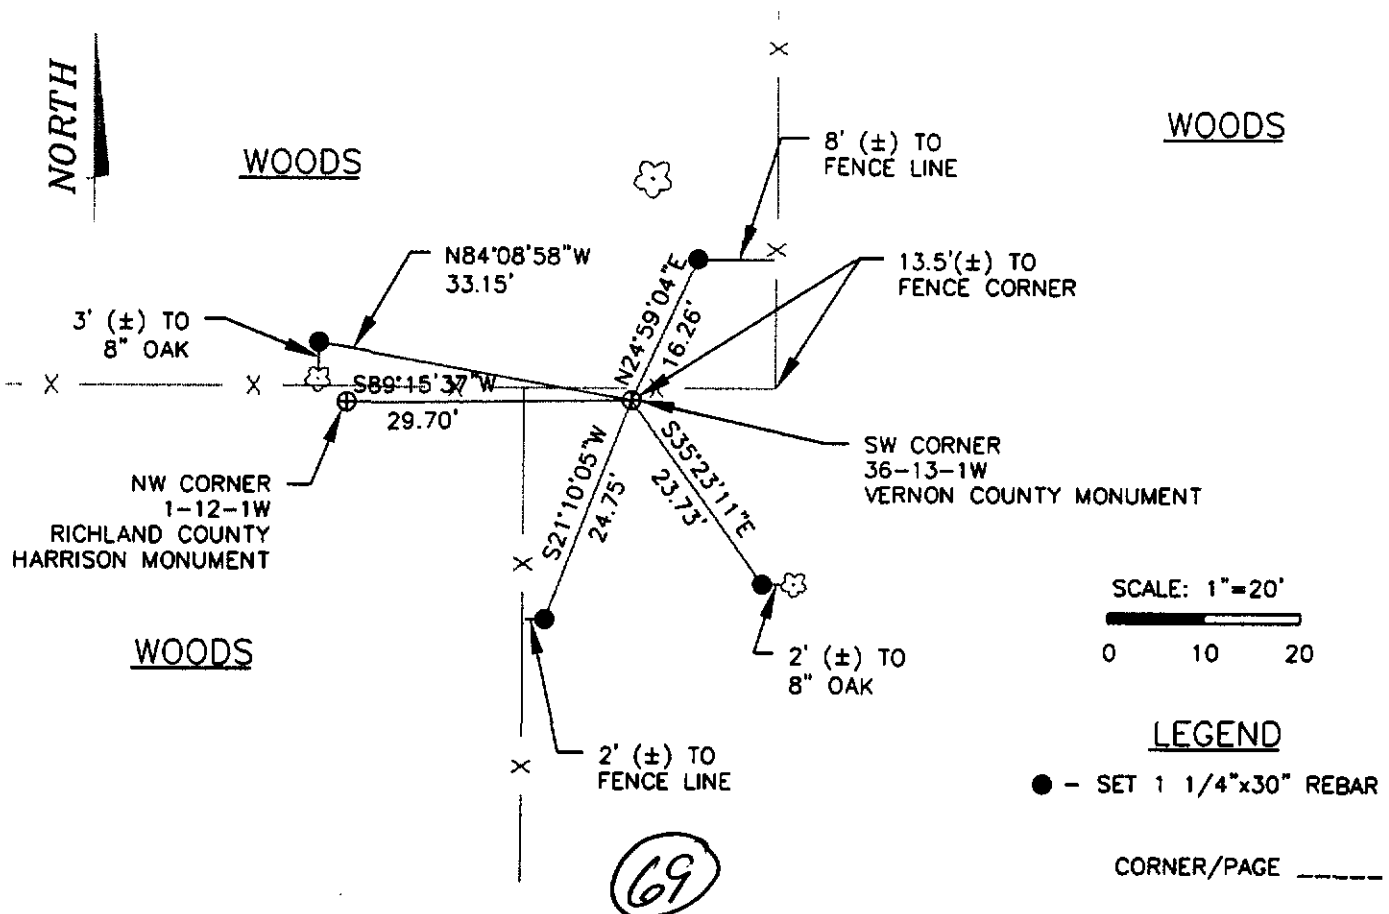 NORTH
WOODS
WOODS
8' (±) TO
FENCE LINE
N84°08'58"W
33.15'
13.5'(±) TO
FENCE CORNER
3' (±) TO
8" OAK
N24°59'04"E
16.26'
S89°15'37"W
29.70'
NW CORNER
1-12-1W
RICHLAND COUNTY
HARRISON MONUMENT
S21°10'05"W
24.75'
S35°23'11"E
23.73'
SW CORNER
36-13-1W
VERNON COUNTY MONUMENT
WOODS
2' (±) TO
8" OAK
2' (±) TO
FENCE LINE
SCALE: 1"=20'
0 10 20
LEGEND
● - SET 1 1/4"x30" REBAR
CORNER/PAGE _____
69